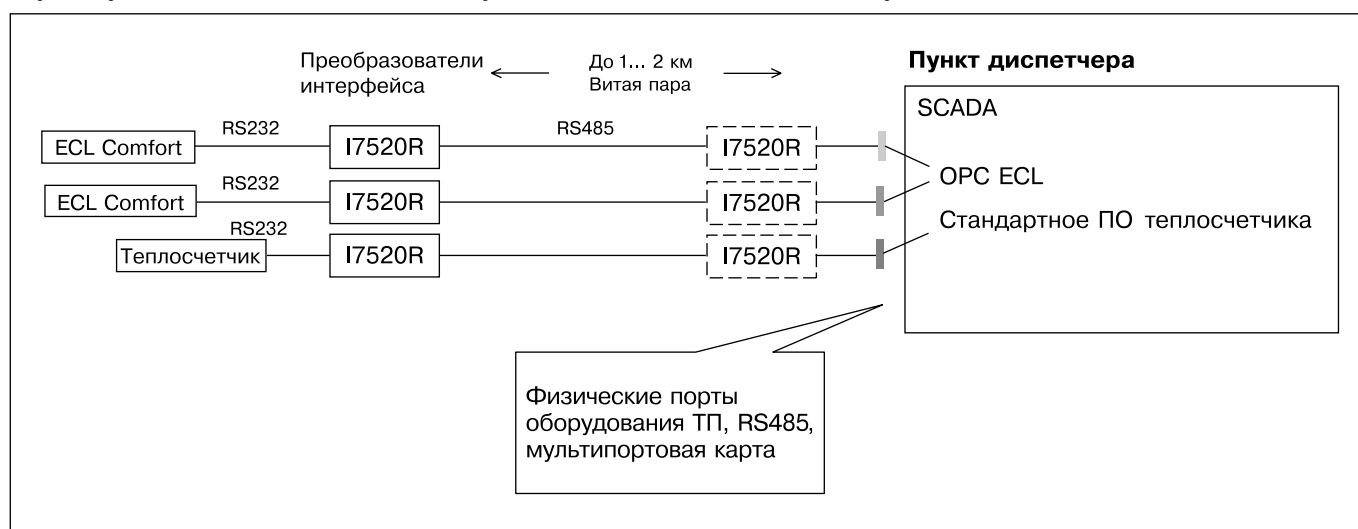 Преобразователи
интерфейса
До 1... 2 км
Витая пара
Пункт диспетчера
SCADA
ECL Comfort
RS232
I7520R
RS485
I7520R
OPC ECL
ECL Comfort
RS232
I7520R
I7520R
Стандартное ПО теплосчетчика
Теплосчетчик
RS232
I7520R
I7520R
Физические порты
оборудования ТП, RS485,
мультипортовая карта